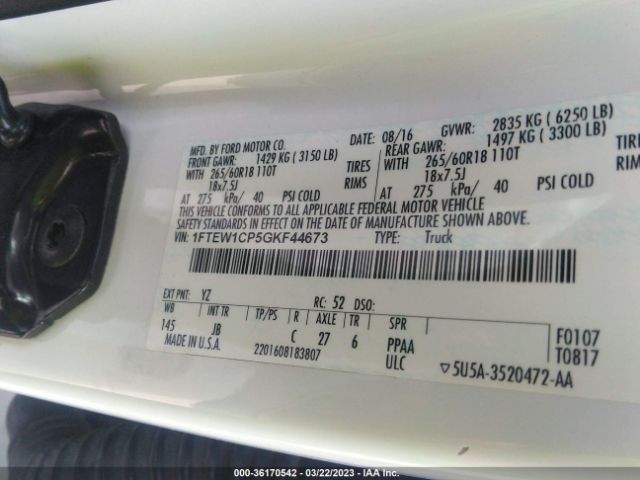 MFD. BY FORD MOTOR CO.
DATE: 08/16 GVWR: 2835 KG ( 6250 LB)
FRONT GAWR: 1429 KG ( 3150 LB) REAR GAWR: 1497 KG ( 3300 LB)
WITH 265/60R18 110T TIRES WITH 265/60R18 110T TIRES
18x7.5J RIMS 18x7.5J RIMS
AT 275 kPa/ 40 PSI COLD AT 275 kPa/ 40 PSI COLD
THIS VEHICLE CONFORMS TO ALL APPLICABLE FEDERAL MOTOR VEHICLE
SAFETY STANDARDS IN EFFECT ON THE DATE OF MANUFACTURE SHOWN ABOVE.
VIN: 1FTEW1CP5GKF44673 TYPE: Truck
EXT PNT: YZ RC: 52 DSO:
WB INT TR TP/PS R AXLE TR SPR
145 JB C 27 6 PPAA F0107
MADE IN U.S.A. 2201608183807 ULC T0817
▽5U5A-3520472-AA
000-36170542 - 03/22/2023 - IAA Inc.